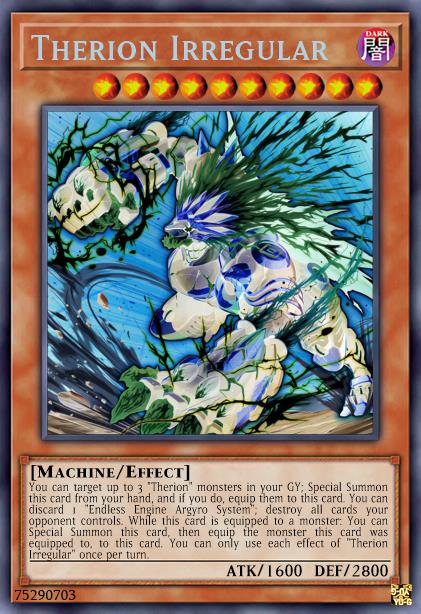 Therion Irregular
DARK
闇
[Machine/Effect]
You can target up to 3 "Therion" monsters in your GY; Special Summon
this card from your hand, and if you do, equip them to this card. You can
discard 1 "Endless Engine Argyro System"; destroy all cards your
opponent controls. While this card is equipped to a monster: You can
Special Summon this card, then equip the monster this card was
equipped to, to this card. You can only use each effect of "Therion
Irregular" once per turn.
ATK/1600 DEF/2800
75290703